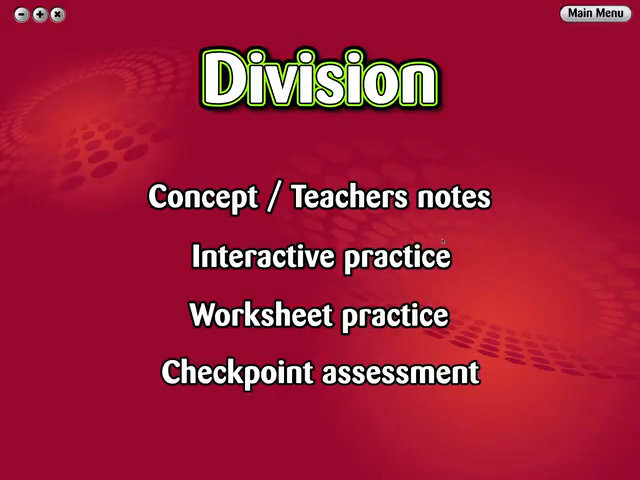 Main Menu
Division
Concept / Teachers notes
Interactive practice
Worksheet practice
Checkpoint assessment